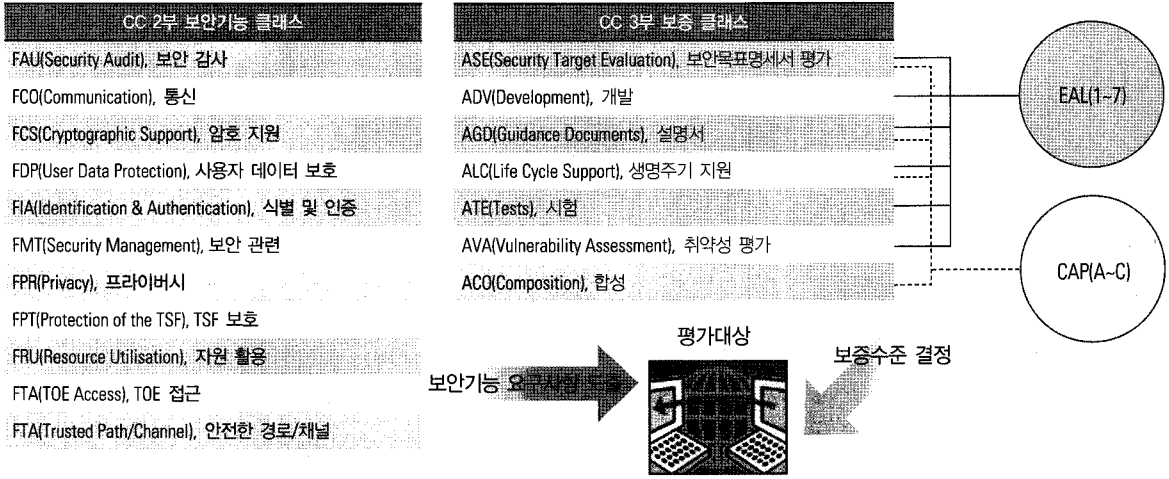 CC 2부 보안기능 클래스
FAU(Security Audit), 보안 감사
FCO(Communication), 통신
FCS(Cryptographic Support), 암호 지원
FDP(User Data Protection), 사용자 데이터 보호
FIA(Identification & Authentication), 식별 및 인증
FMT(Security Management), 보안 관련
FPR(Privacy), 프라이버시
FPT(Protection of the TSF), TSF 보호
FRU(Resource Utilisation), 자원 활용
FTA(TOE Access), TOE 접근
FTA(Trusted Path/Channel), 안전한 경로/채널
CC 3부 보증 클래스
ASE(Security Target Evaluation), 보안목표명세서 평가
ADV(Development), 개발
AGD(Guidance Documents), 설명서
ALC(Life Cycle Support), 생명주기 지원
ATE(Tests), 시험
AVA(Vulnerability Assessment), 취약성 평가
ACO(Composition), 합성
EAL(1~7)
CAP(A~C)
평가대상
보안기능 요구사항
보증수준 결정